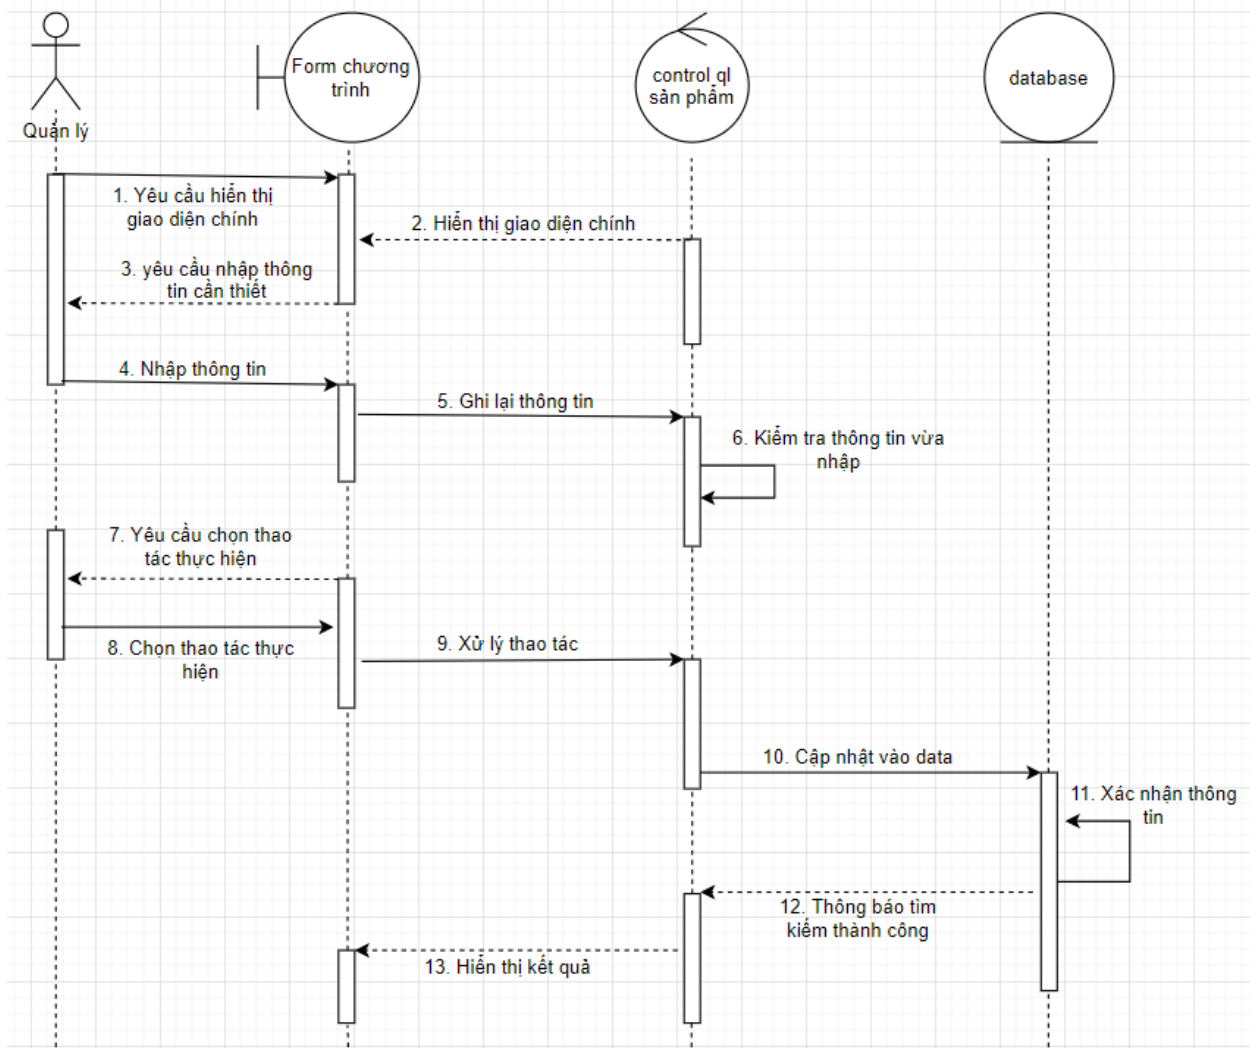 Form chương
trình
control_ql
sản phẩm
database
Quản lý
1. Yêu cầu hiển thị
giao diện chính
2. Hiển thị giao diện chính
3. yêu cầu nhập thông
tin cần thiết
4. Nhập thông tin
5. Ghi lại thông tin
6. Kiểm tra thông tin vừa
nhập
7. Yêu cầu chọn thao
tác thực hiện
8. Chọn thao tác thực
hiện
9. Xử lý thao tác
10. Cập nhật vào data
11. Xác nhận thông
tin
12. Thông báo tìm
kiếm thành công
13. Hiển thị kết quả